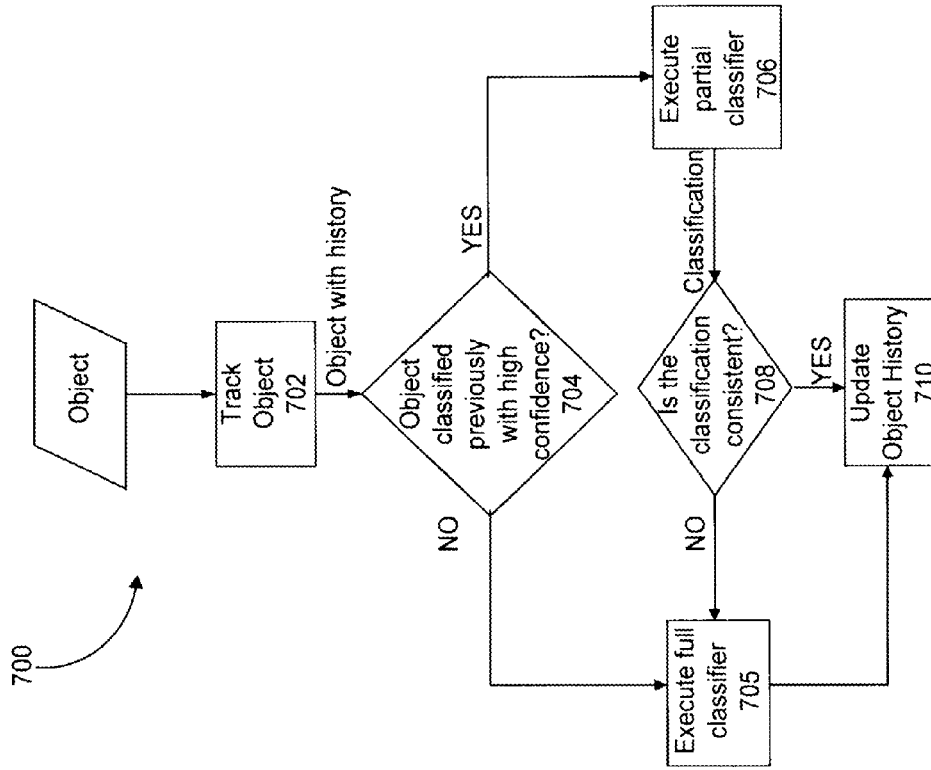 700
Object
Track
Object
702
Object with history
Object
classified
previously
with high
confidence?
704
NO
YES
Execute
partial
classifier
706
Classification
Is the
classification
consistent?
708
NO
YES
Execute full
classifier
705
Update
Object History
710